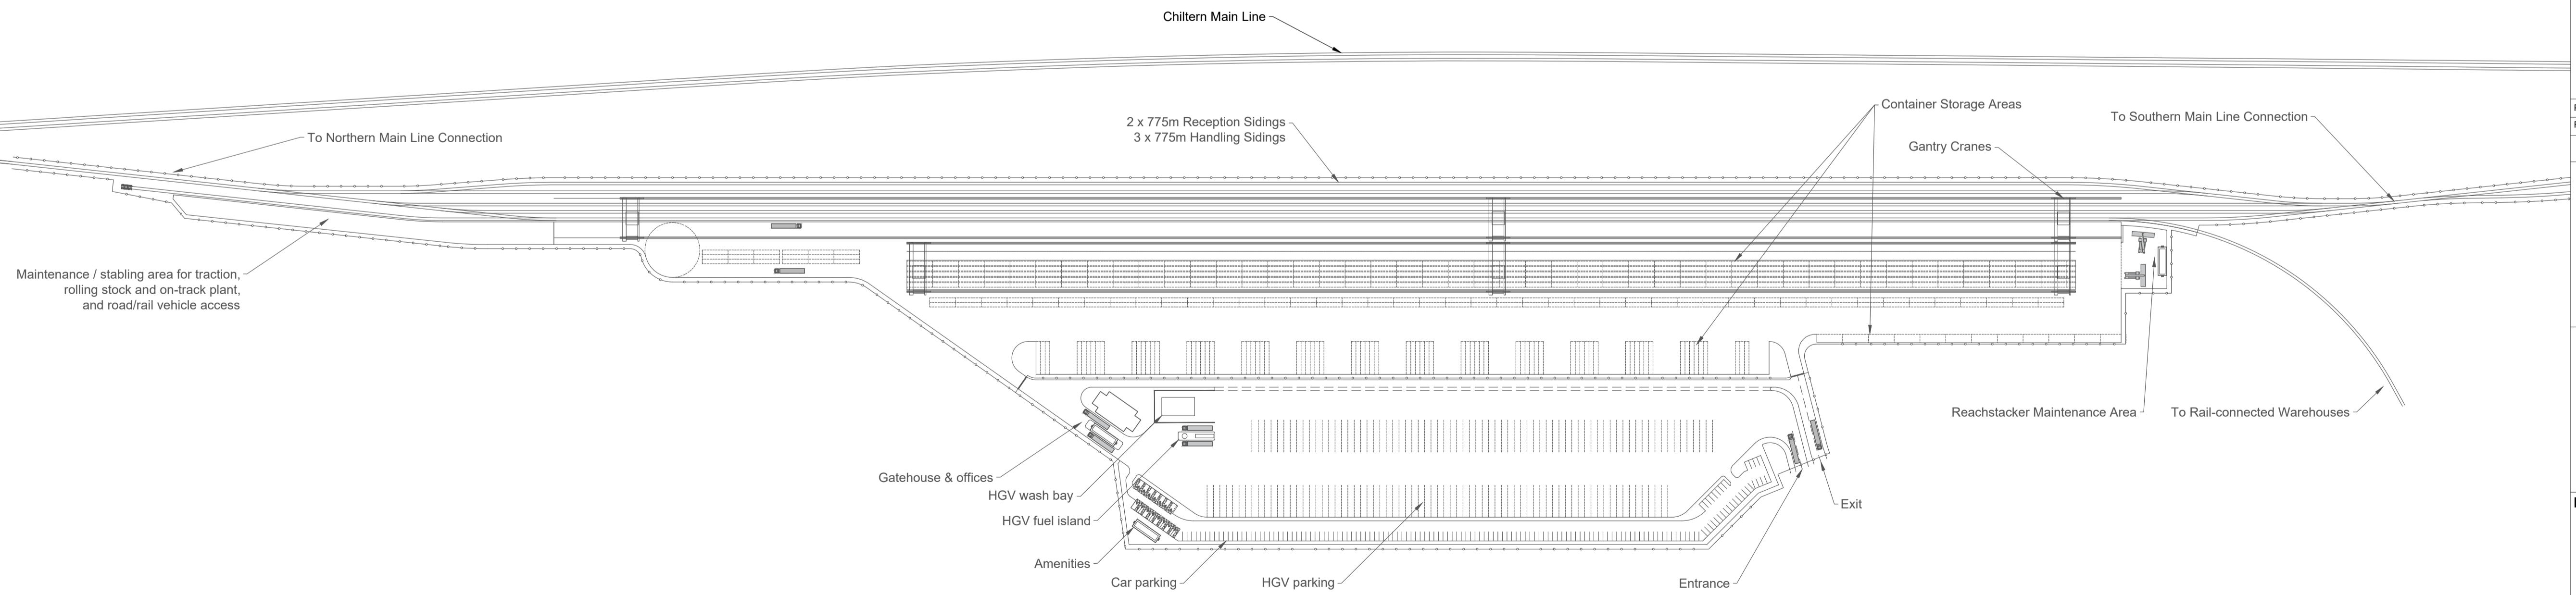 Chiltern Main Line
Container Storage Areas
To Southern Main Line Connection
2 x 775m Reception Sidings
3 x 775m Handling Sidings
To Northern Main Line Connection
Gantry Cranes
Maintenance / stabling area for traction,
rolling stock and on-track plant,
and road/rail vehicle access
Reachstacker Maintenance Area
To Rail-connected Warehouses
Gatehouse & offices
HGV wash bay
Exit
HGV fuel island
Amenities
Car parking
HGV parking
Entrance